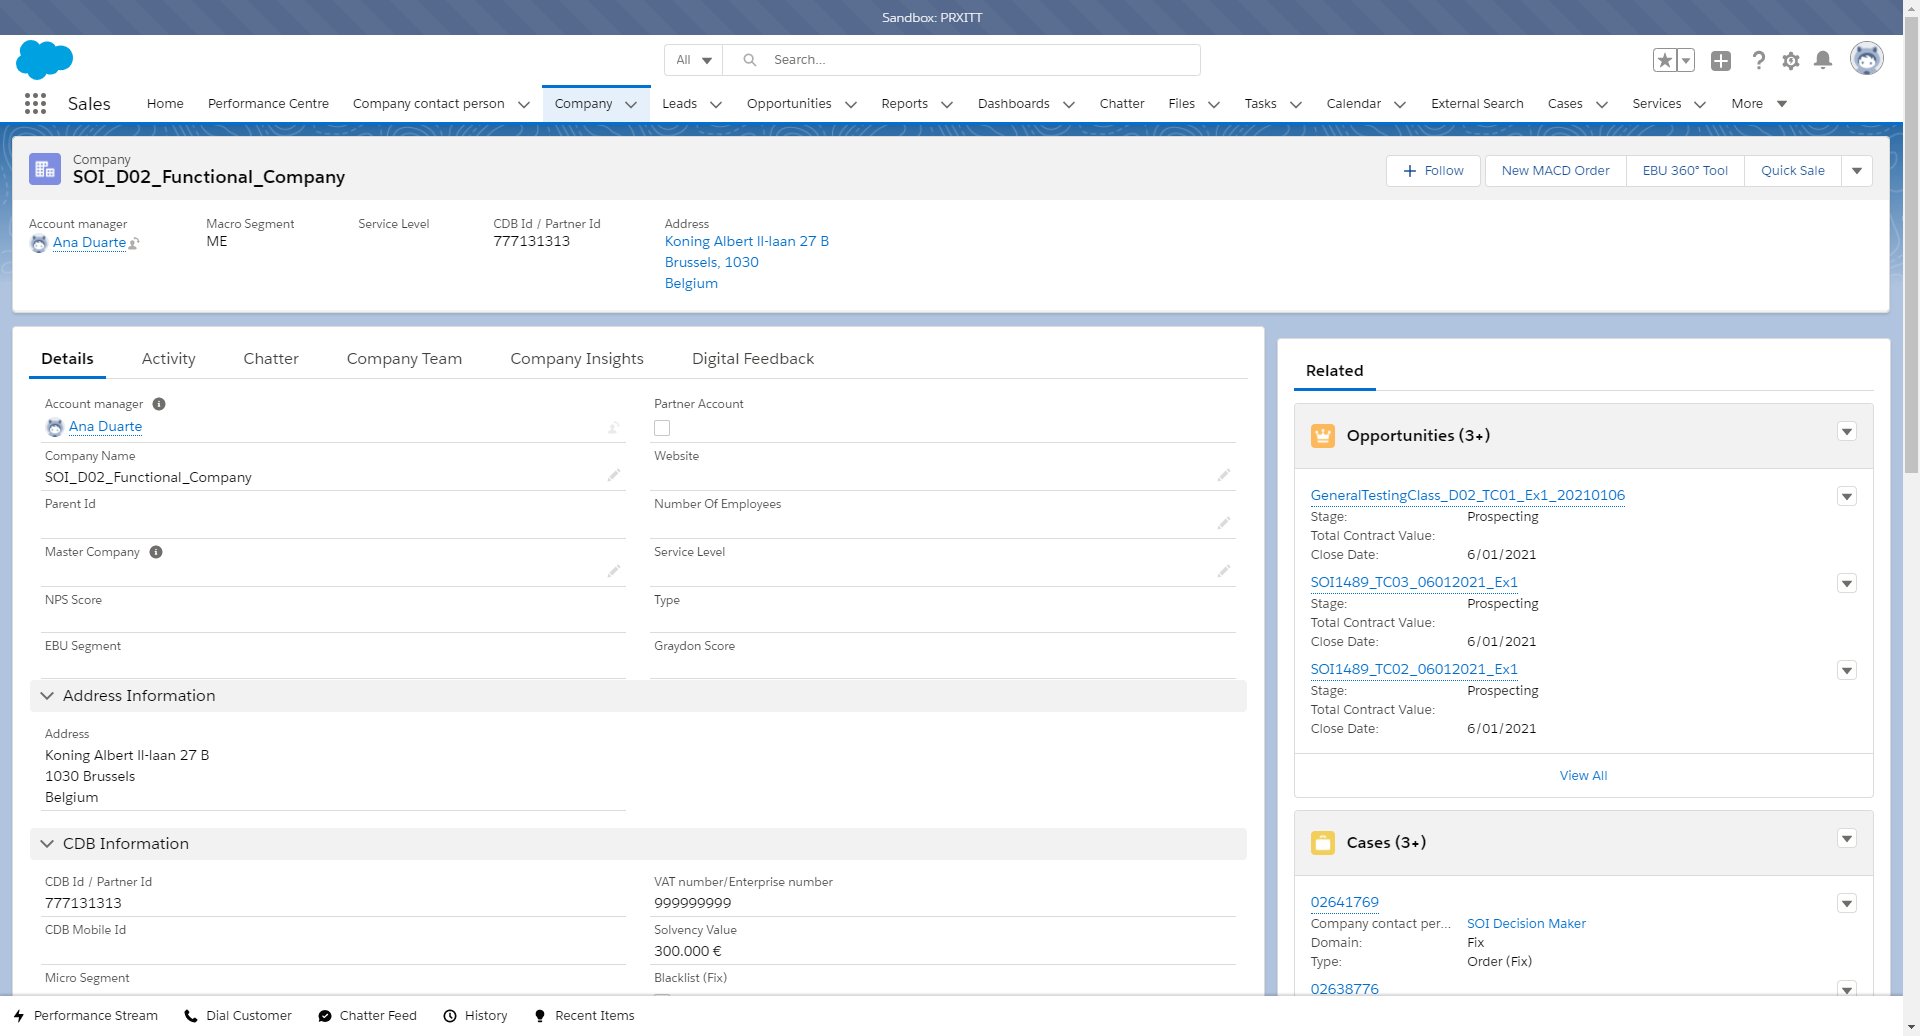 Sandbox: PRXITT
All
Search...
Sales
Home
Performance Centre
Company contact person
Company
Leads
Opportunities
Reports
Dashboards
Chatter
Files
Tasks
Calendar
External Search
Cases
Services
More
Company
SOI_D02_Functional_Company
Follow
New MACD Order
EBU 360° Tool
Quick Sale
Account manager
Ana Duarte
Macro Segment
ME
Service Level
CDB Id / Partner Id
777131313
Address
Koning Albert II-laan 27 B
Brussels, 1030
Belgium
Details
Activity
Chatter
Company Team
Company Insights
Digital Feedback
Account manager
Ana Duarte
Partner Account
Company Name
SOI_D02_Functional_Company
Website
Parent Id
Number Of Employees
Master Company
Service Level
NPS Score
Type
EBU Segment
Graydon Score
Address Information
Address
Koning Albert II-laan 27 B
1030 Brussels
Belgium
CDB Information
CDB Id / Partner Id
777131313
VAT number/Enterprise number
999999999
CDB Mobile Id
Solvency Value
300.000 €
Micro Segment
Blacklist (Fix)
Related
Opportunities (3+)
GeneralTestingClass_D02_TC01_Ex1_20210106
Stage: Prospecting
Total Contract Value:
Close Date: 6/01/2021
SOI1489_TC03_06012021_Ex1
Stage: Prospecting
Total Contract Value:
Close Date: 6/01/2021
SOI1489_TC02_06012021_Ex1
Stage: Prospecting
Total Contract Value:
Close Date: 6/01/2021
View All
Cases (3+)
02641769
Company contact per... SOI Decision Maker
Domain: Fix
Type: Order (Fix)
02638776
Performance Stream
Dial Customer
Chatter Feed
History
Recent Items